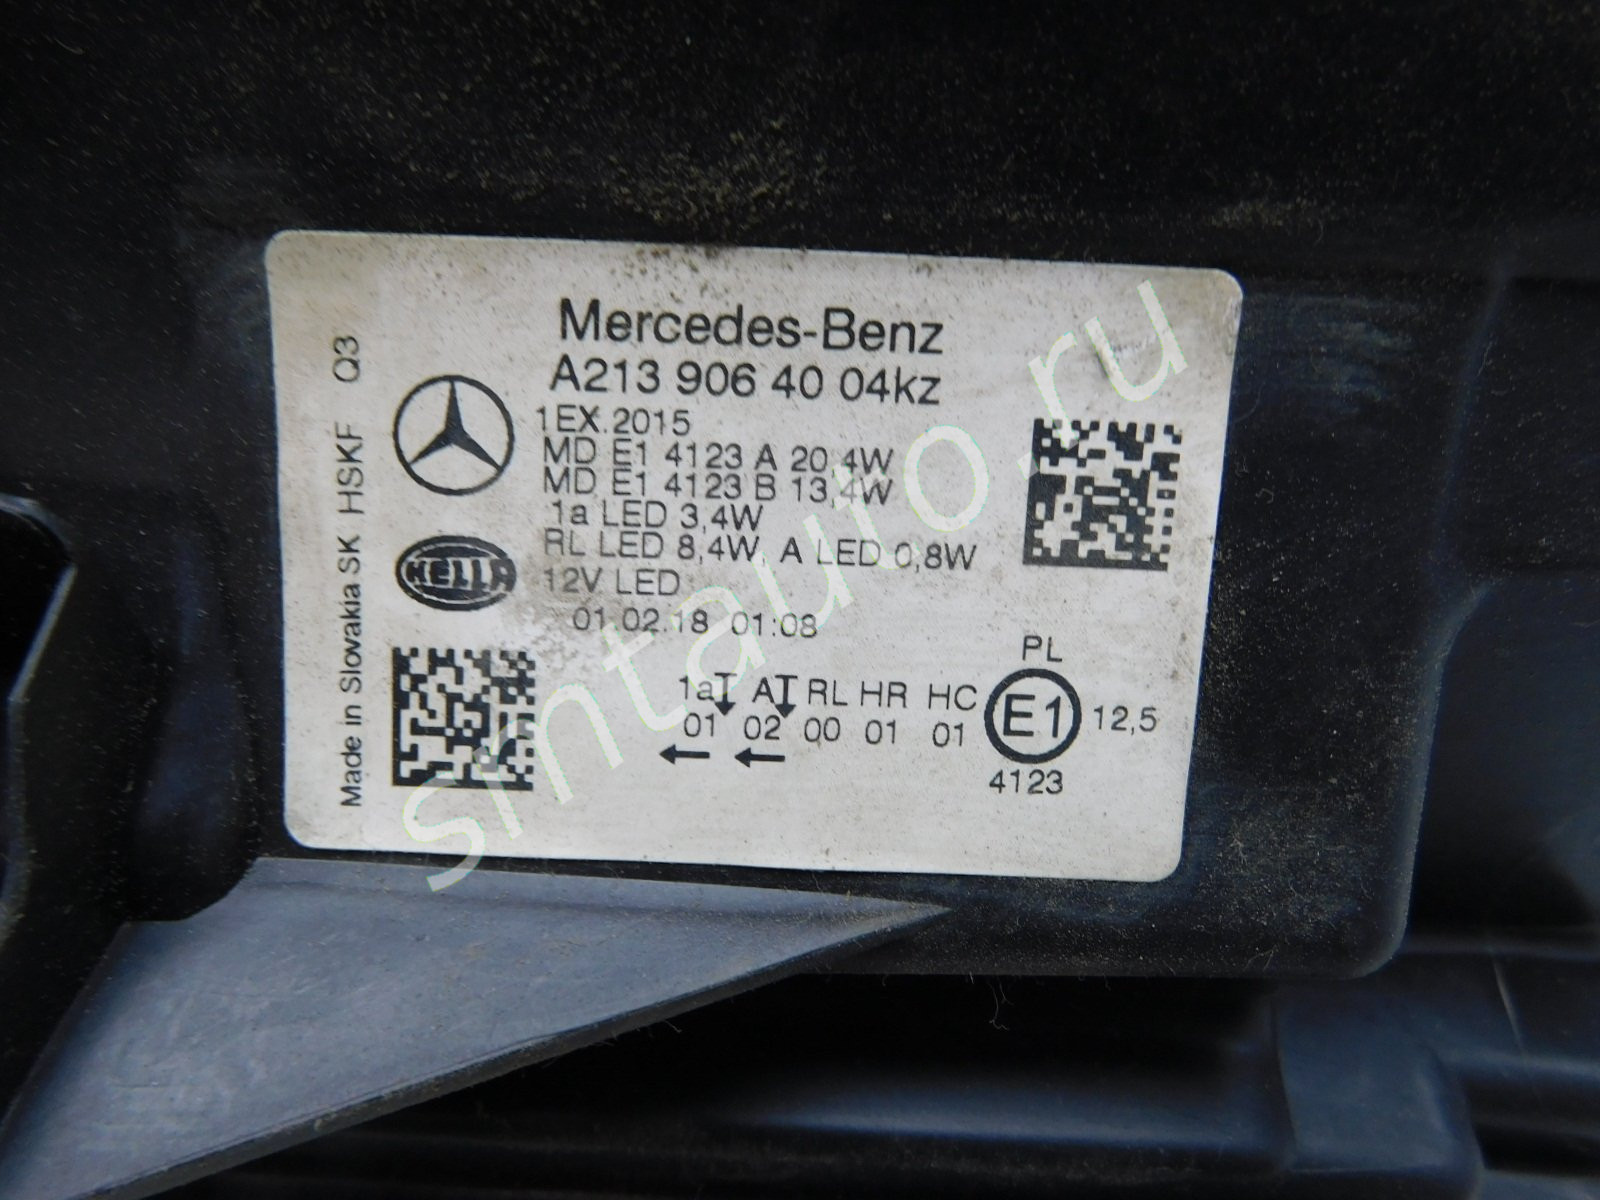 Mercedes-Benz
A213 906 40 04kz
1EX.2015
MD E1 4123 A 20,4W
MD E1 4123 B 13,4W
1a LED 3,4W
RL LED 8,4W, A LED 0,8W
12V LED
01.02.18 01:08
HELLA
Made in Slovakia SK HSKF Q3
PL
1a A RL HR HC E1 12,5
01 02 00 01 01
4123
simtauto.ru